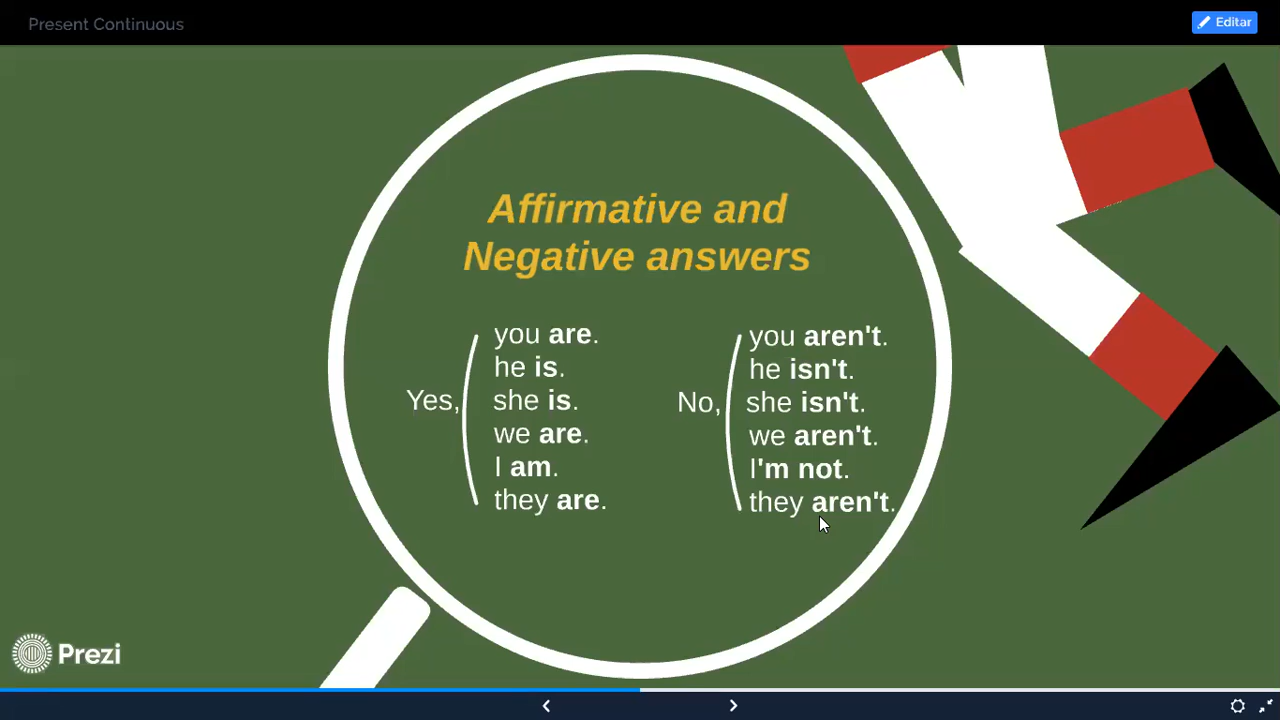 Present Continuous
Editar
Affirmative and
Negative answers
Yes,
you are.
he is.
she is.
we are.
I am.
they are.
No,
you aren't.
he isn't.
she isn't.
we aren't.
I'm not.
they aren't.
Prezi